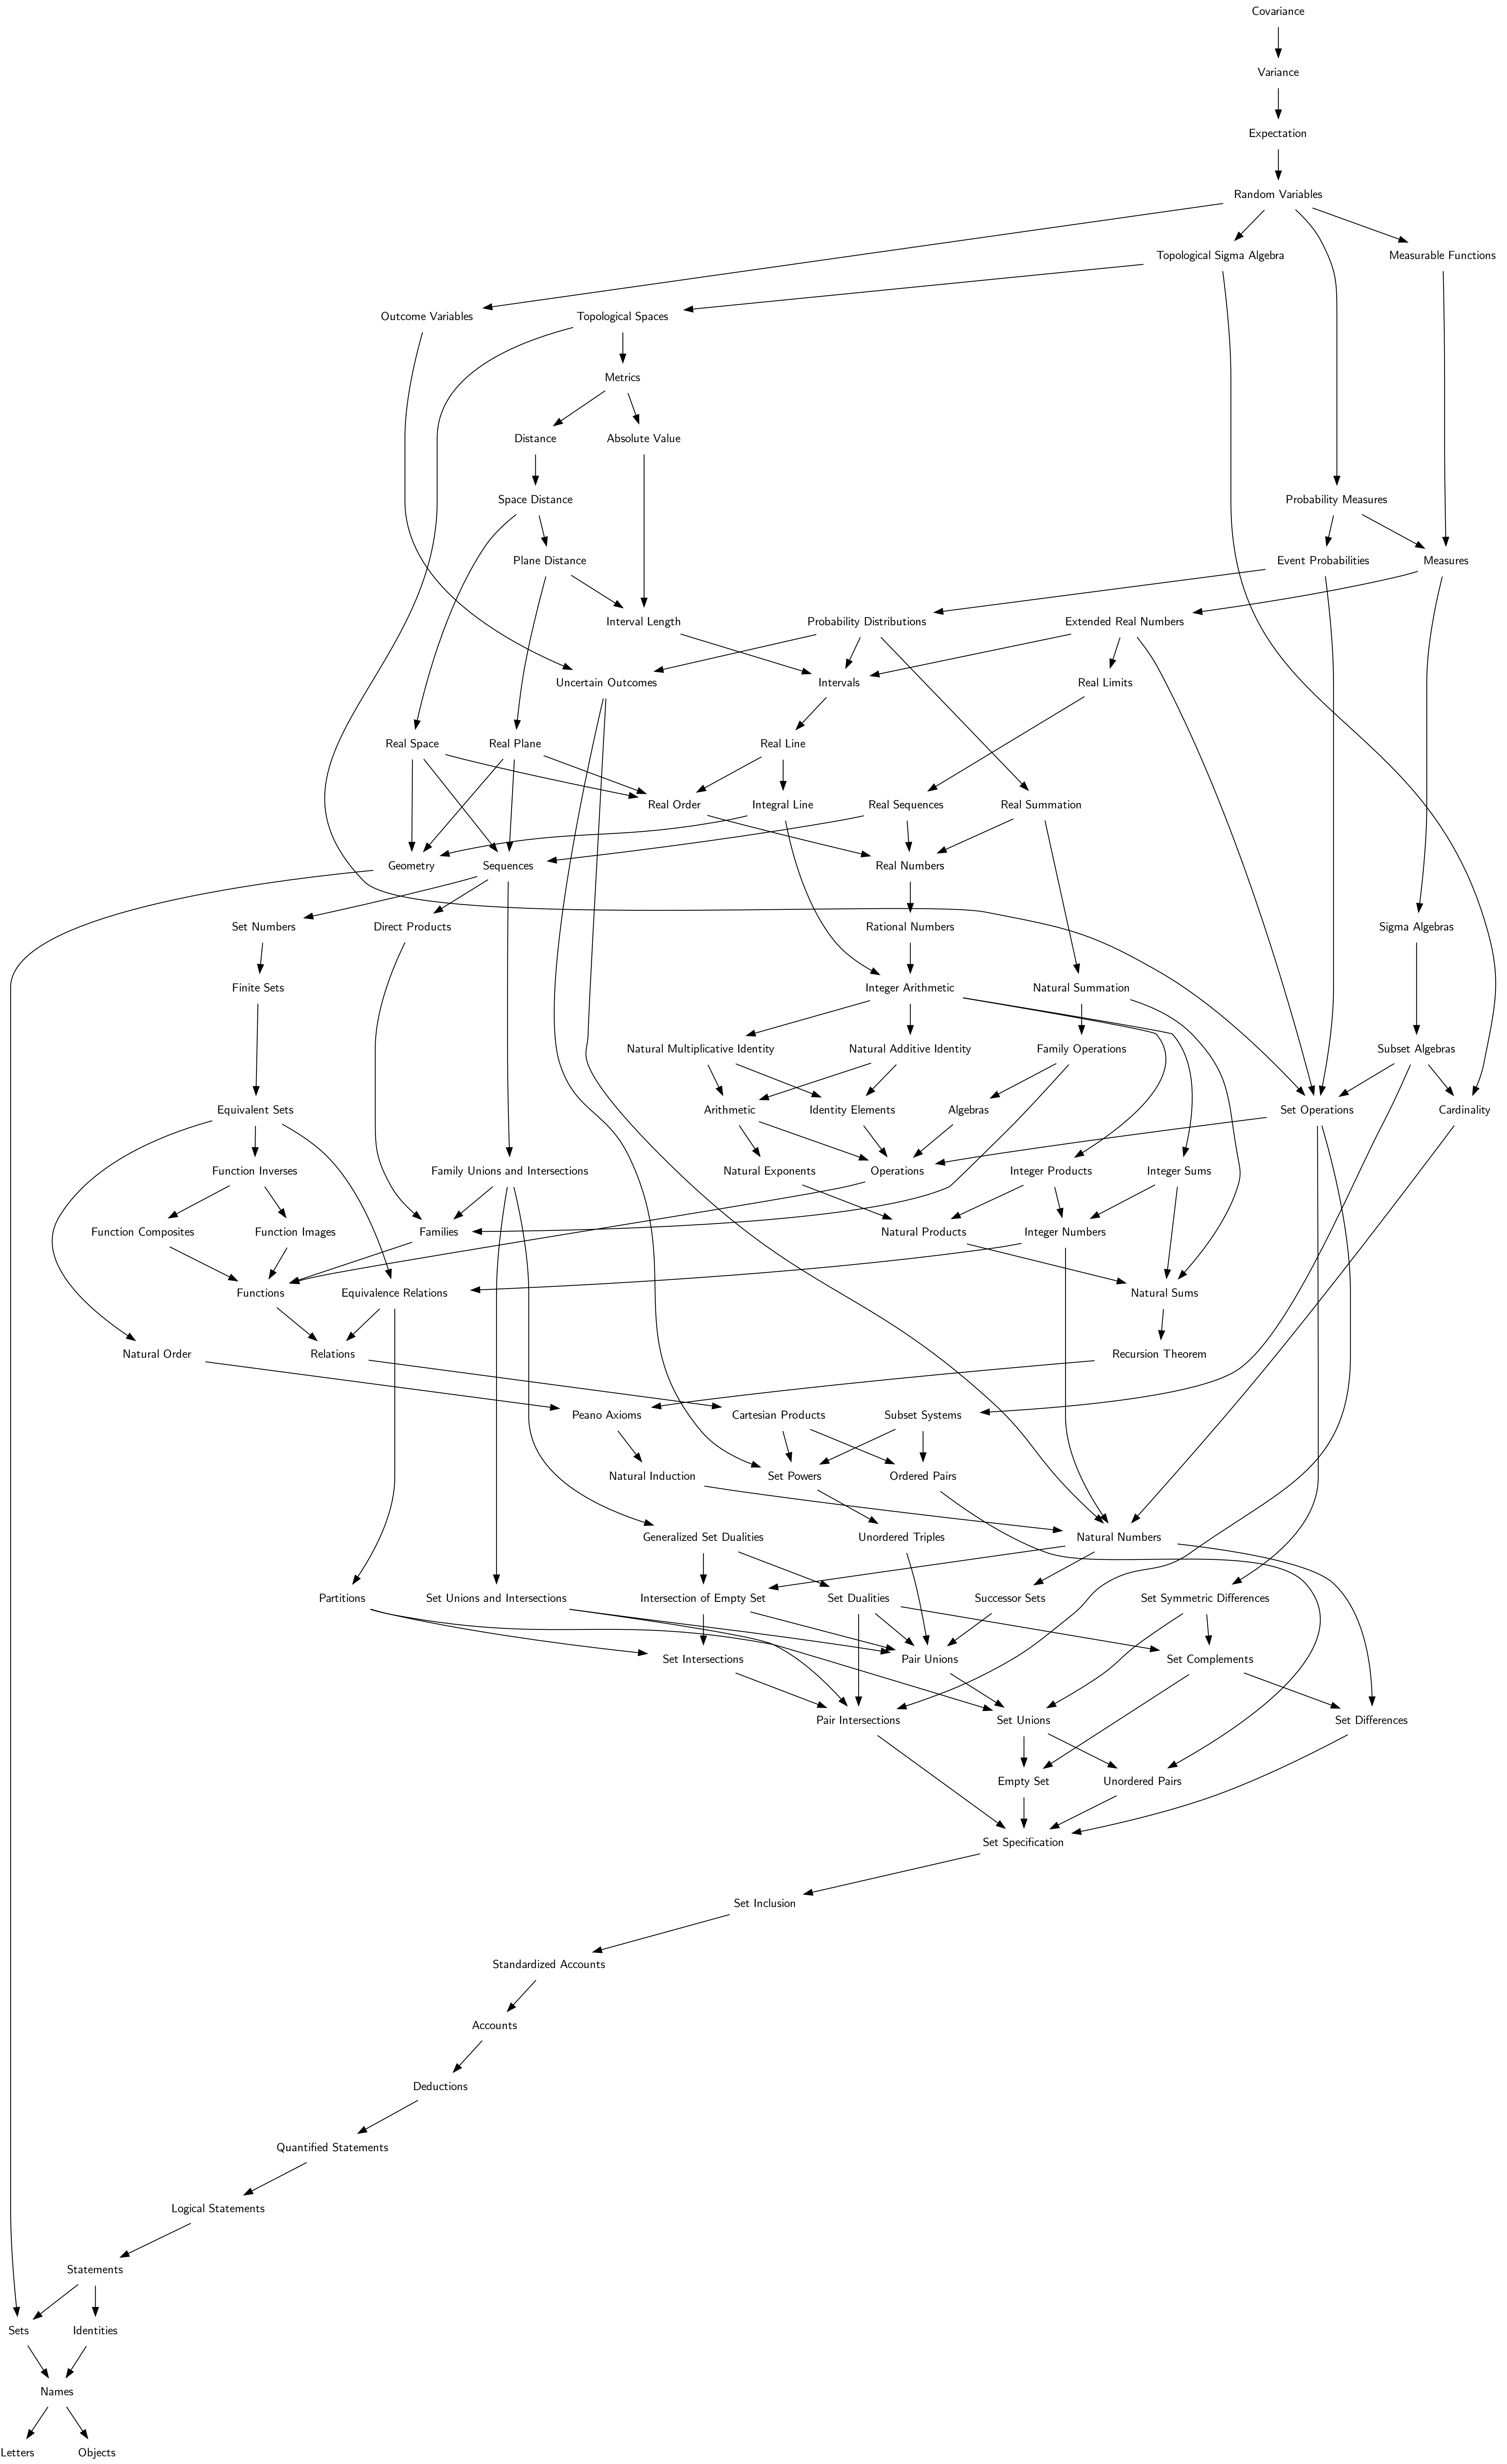 Covariance
Variance
Expectation
Random Variables
Topological Sigma Algebra
Measurable Functions
Outcome Variables
Topological Spaces
Metrics
Distance
Absolute Value
Space Distance
Probability Measures
Plane Distance
Event Probabilities
Measures
Interval Length
Probability Distributions
Extended Real Numbers
Uncertain Outcomes
Intervals
Real Limits
Real Space
Real Plane
Real Line
Real Order
Integral Line
Real Sequences
Real Summation
Geometry
Sequences
Real Numbers
Set Numbers
Direct Products
Rational Numbers
Sigma Algebras
Finite Sets
Integer Arithmetic
Natural Summation
Natural Multiplicative Identity
Natural Additive Identity
Family Operations
Subset Algebras
Equivalent Sets
Arithmetic
Identity Elements
Algebras
Set Operations
Cardinality
Function Inverses
Family Unions and Intersections
Natural Exponents
Operations
Integer Products
Integer Sums
Function Composites
Function Images
Families
Natural Products
Integer Numbers
Functions
Equivalence Relations
Natural Sums
Natural Order
Relations
Recursion Theorem
Peano Axioms
Cartesian Products
Subset Systems
Natural Induction
Set Powers
Ordered Pairs
Generalized Set Dualities
Unordered Triples
Natural Numbers
Partitions
Set Unions and Intersections
Intersection of Empty Set
Set Dualities
Successor Sets
Set Symmetric Differences
Set Intersections
Pair Unions
Set Complements
Pair Intersections
Set Unions
Set Differences
Empty Set
Unordered Pairs
Set Specification
Set Inclusion
Standardized Accounts
Accounts
Deductions
Quantified Statements
Logical Statements
Statements
Sets
Identities
Names
Letters
Objects